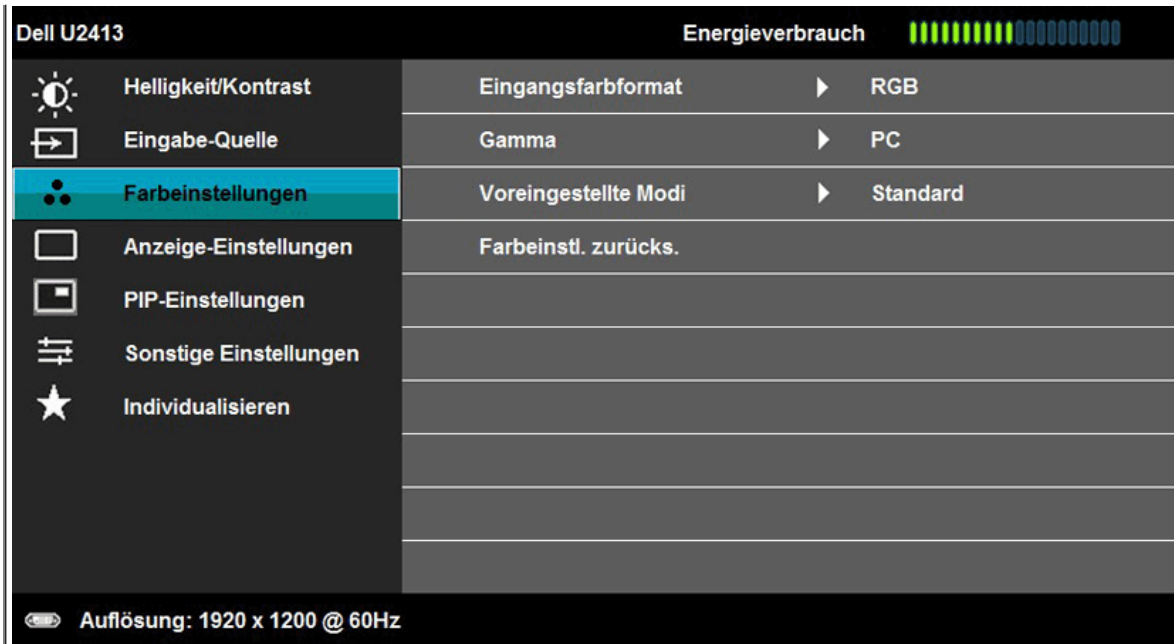 Dell U2413 Energieverbrauch
Helligkeit/Kontrast Eingangsfarbformat RGB
Eingabe-Quelle Gamma PC
Farbeinstellungen Voreingestellte Modi Standard
Anzeige-Einstellungen Farbeinstl. zurücks.
PIP-Einstellungen
Sonstige Einstellungen
Individualisieren
Auflösung: 1920 x 1200 @ 60Hz